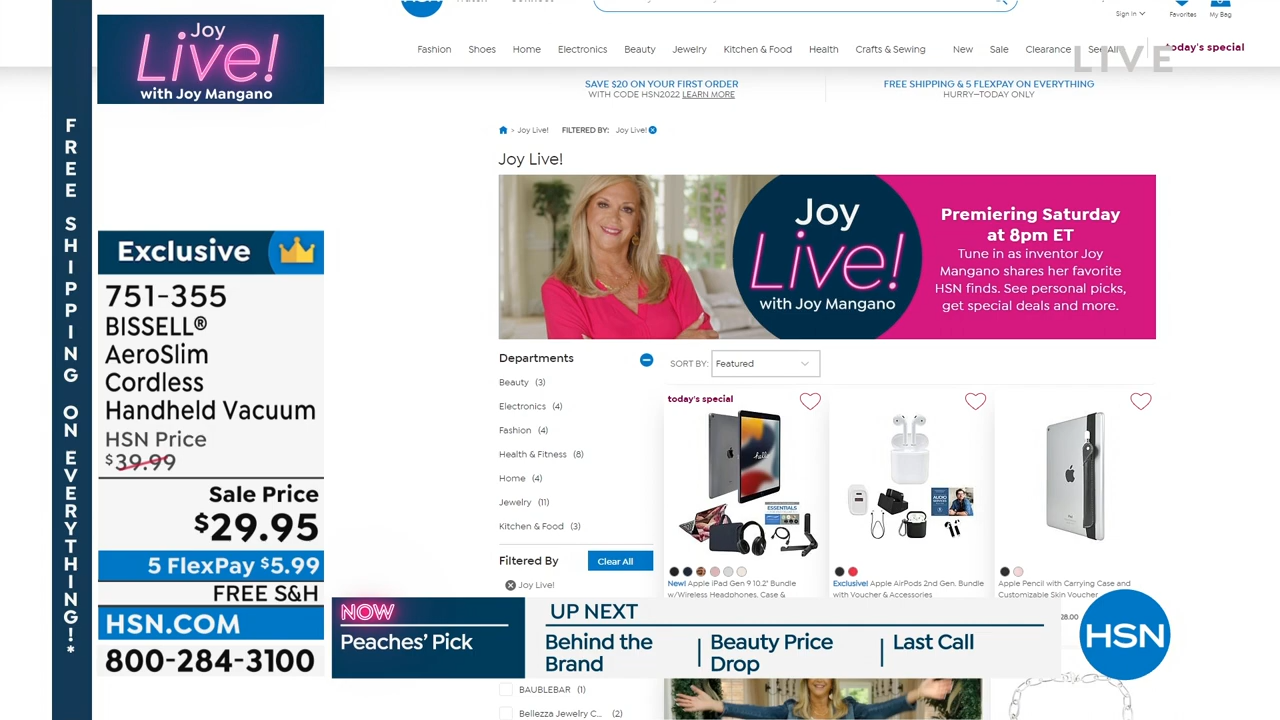 Joy
Live!
with Joy Mangano
FREE SHIPPING ON EVERYTHING!*
Exclusive
751-355
BISSELL®
AeroSlim
Cordless
Handheld Vacuum
HSN Price
$39.99
Sale Price
$29.95
5 FlexPay $5.99
FREE S&H
HSN.COM
800-284-3100
Sign In
Favorites
My Bag
Fashion Shoes Home Electronics Beauty Jewelry Kitchen & Food Health Crafts & Sewing New Sale Clearance See All
today's special
LIVE
SAVE $20 ON YOUR FIRST ORDER
WITH CODE HSN2022 LEARN MORE
FREE SHIPPING & 5 FLEXPAY ON EVERYTHING
HURRY—TODAY ONLY
> Joy Live! FILTERED BY: Joy Live!
Joy Live!
Joy
Live!
with Joy Mangano
Premiering Saturday
at 8pm ET
Tune in as inventor Joy
Mangano shares her favorite
HSN finds. See personal picks,
get special deals and more.
Departments
Beauty (3)
Electronics (4)
Fashion (4)
Health & Fitness (8)
Home (4)
Jewelry (11)
Kitchen & Food (3)
Filtered By
Clear All
Joy Live!
BAUBLEBAR (1)
Bellezza Jewelry C... (2)
SORT BY: Featured
today's special
hello
ESSENTIALS
New! Apple iPad Gen 9 10.2" Bundle
w/Wireless Headphones, Case &
Exclusive! Apple AirPods 2nd Gen. Bundle
with Voucher & Accessories
Apple Pencil with Carrying Case and
Customizable Skin Voucher
28.00
NOW
Peaches' Pick
UP NEXT
Behind the
Brand
Beauty Price
Drop
Last Call
HSN